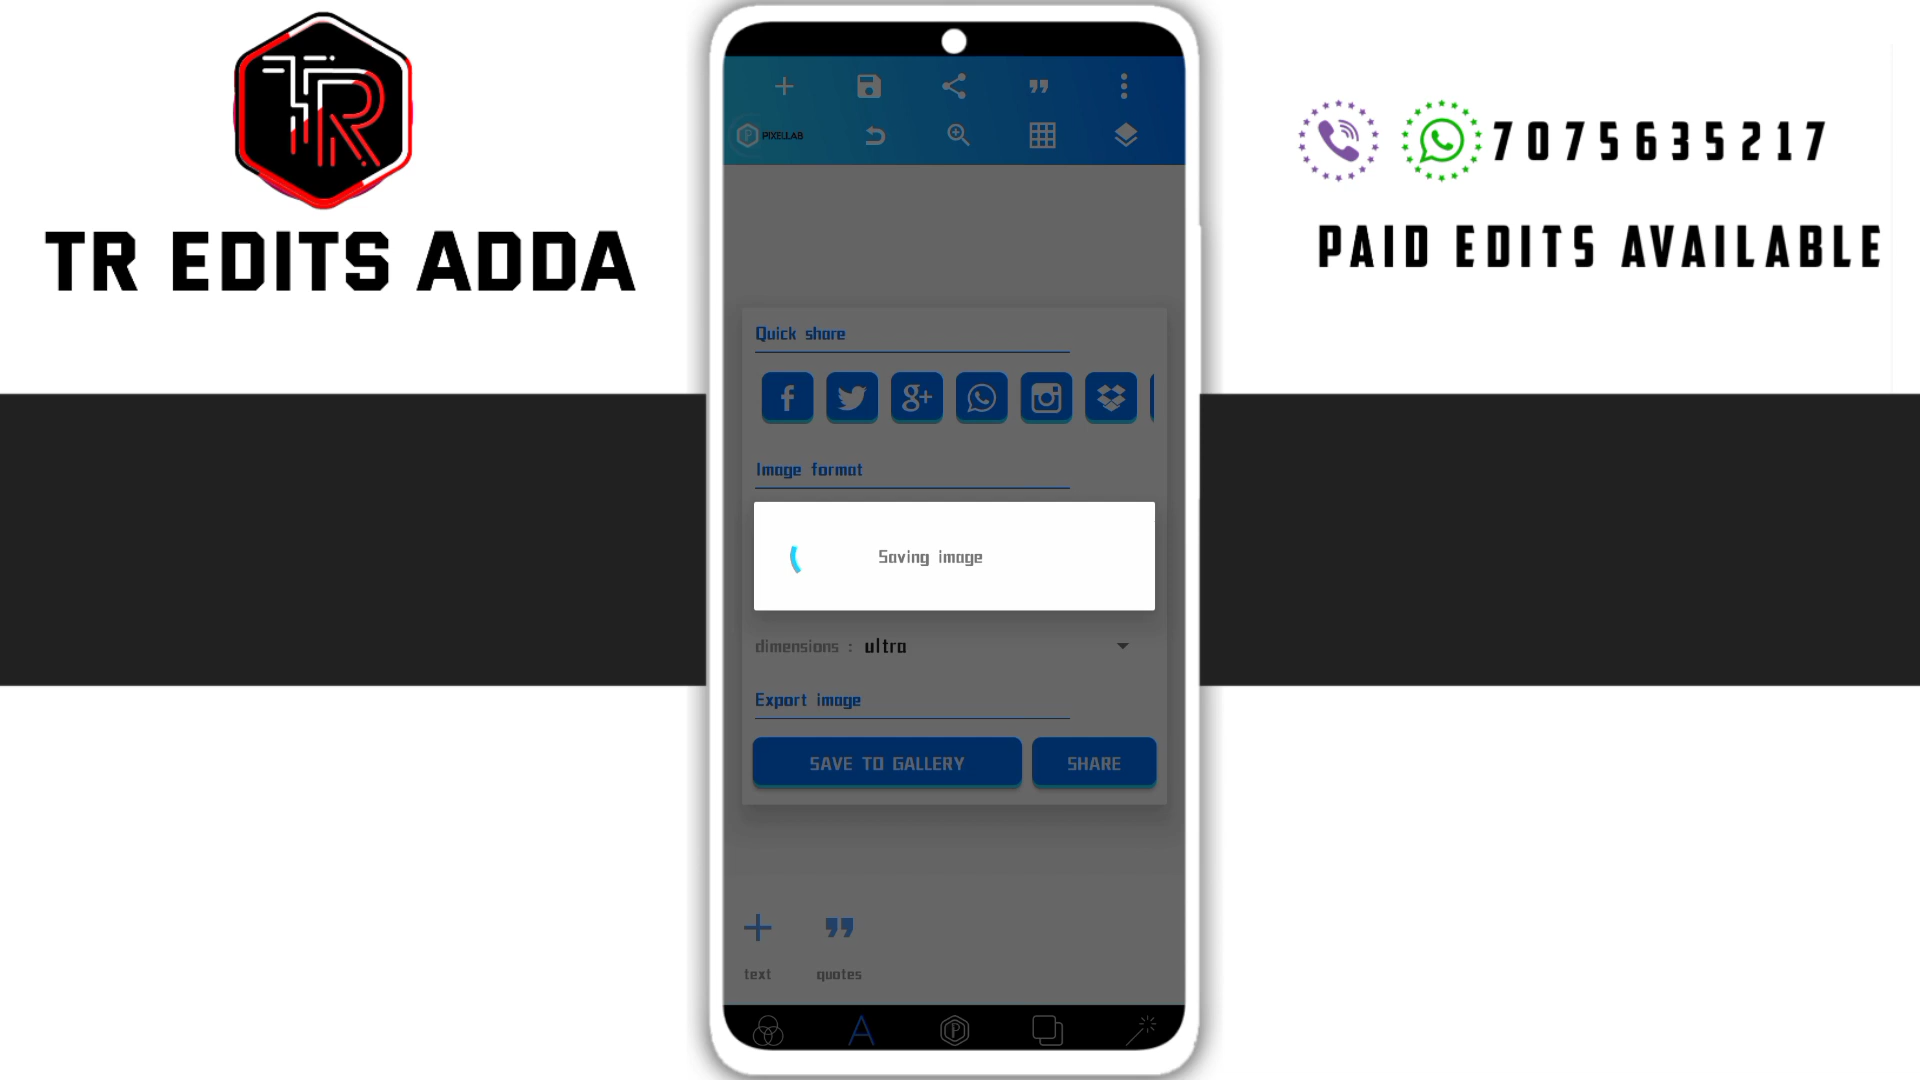 TR
TR EDITS ADDA
7075635217
PAID EDITS AVAILABLE
PIXELLAB
Quick share
Image format
Saving image
dimensions : ultra
Export image
SAVE TO GALLERY
SHARE
text
quotes